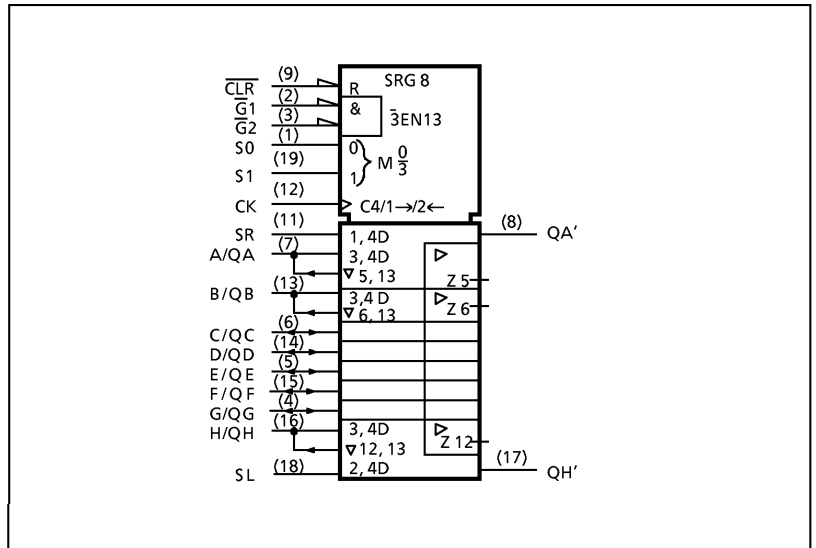 SRG 8
CLR (9) R
G1 (2) &
G2 (3) 3EN13
S0 (1) 0
M 0/3
S1 (19) 1
CK (12) C4/1→/2←
SR (11) 1, 4D (8) QA′
A/QA (7) 3, 4D
5, 13 Z 5
B/QB (13) 3,4 D
6, 13 Z 6
C/QC (6)
D/QD (14)
E/QE (5)
F/QF (15)
G/QG (4)
H/QH (16) 3, 4D
12, 13 Z 12
SL (18) 2, 4D (17) QH′